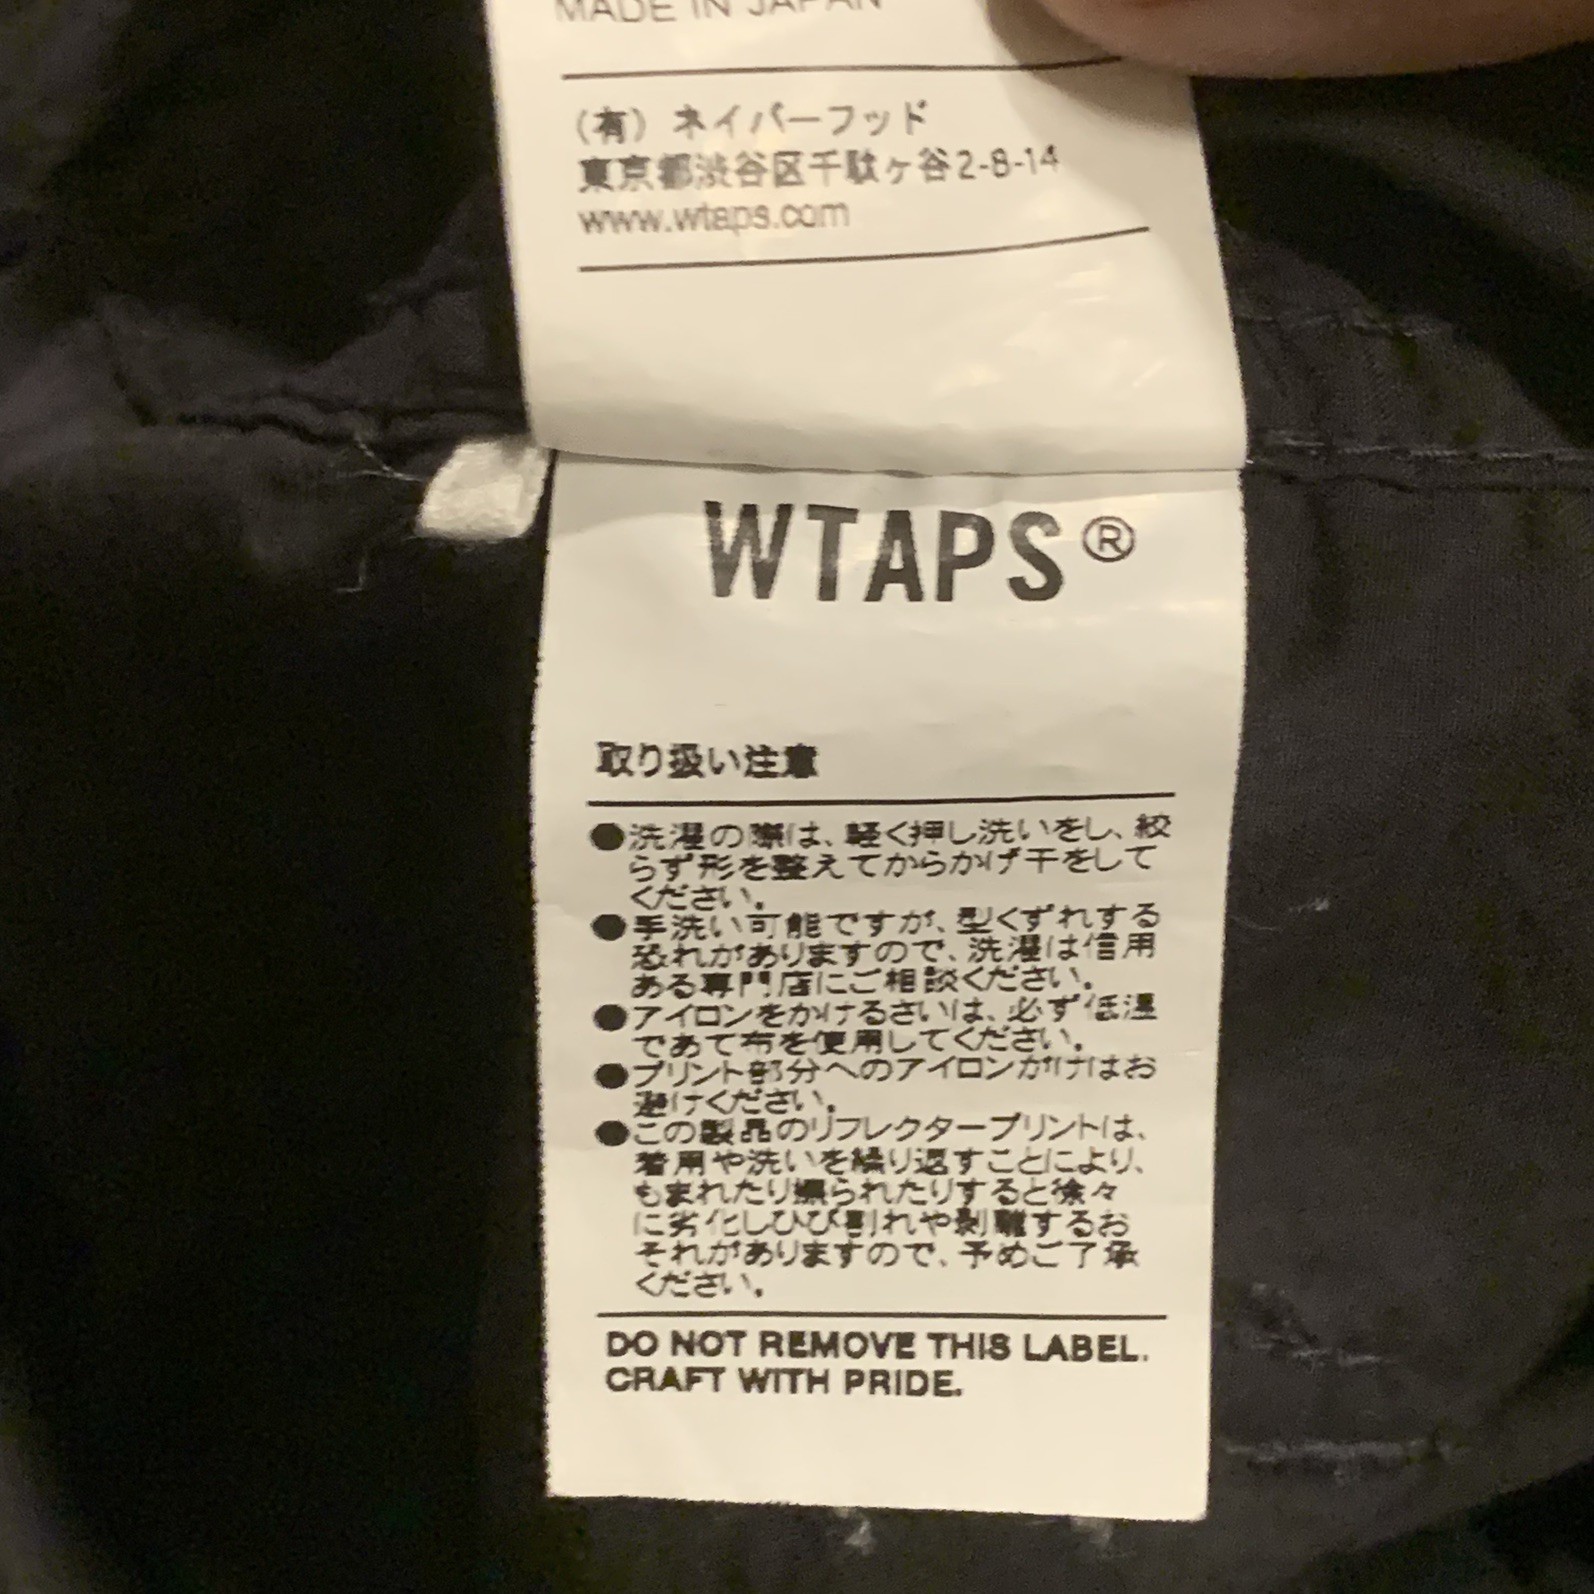 MADE IN JAPAN
(有) ネイバーフッド
東京都渋谷区千駄ヶ谷2-8-14
www.wtaps.com
WTAPS®
取り扱い注意
●洗濯の際は、軽く押し洗いをし、絞
らず形を整えてからかげ干をして
ください。
●手洗い可能ですが、型くずれする
恐れがありますので、洗濯は信用
ある専門店にご相談ください。
●アイロンをかけるさいは、必ず低温
であて布を使用してください。
●プリント部分へのアイロンがけはお
避けください。
●この製品のリフレクタープリントは、
着用や洗いを繰り返すことにより、
もまれたり擦られたりすると徐々
に劣化しひび割れや剥離するお
それがありますので、予めご了承
ください。
DO NOT REMOVE THIS LABEL.
CRAFT WITH PRIDE.